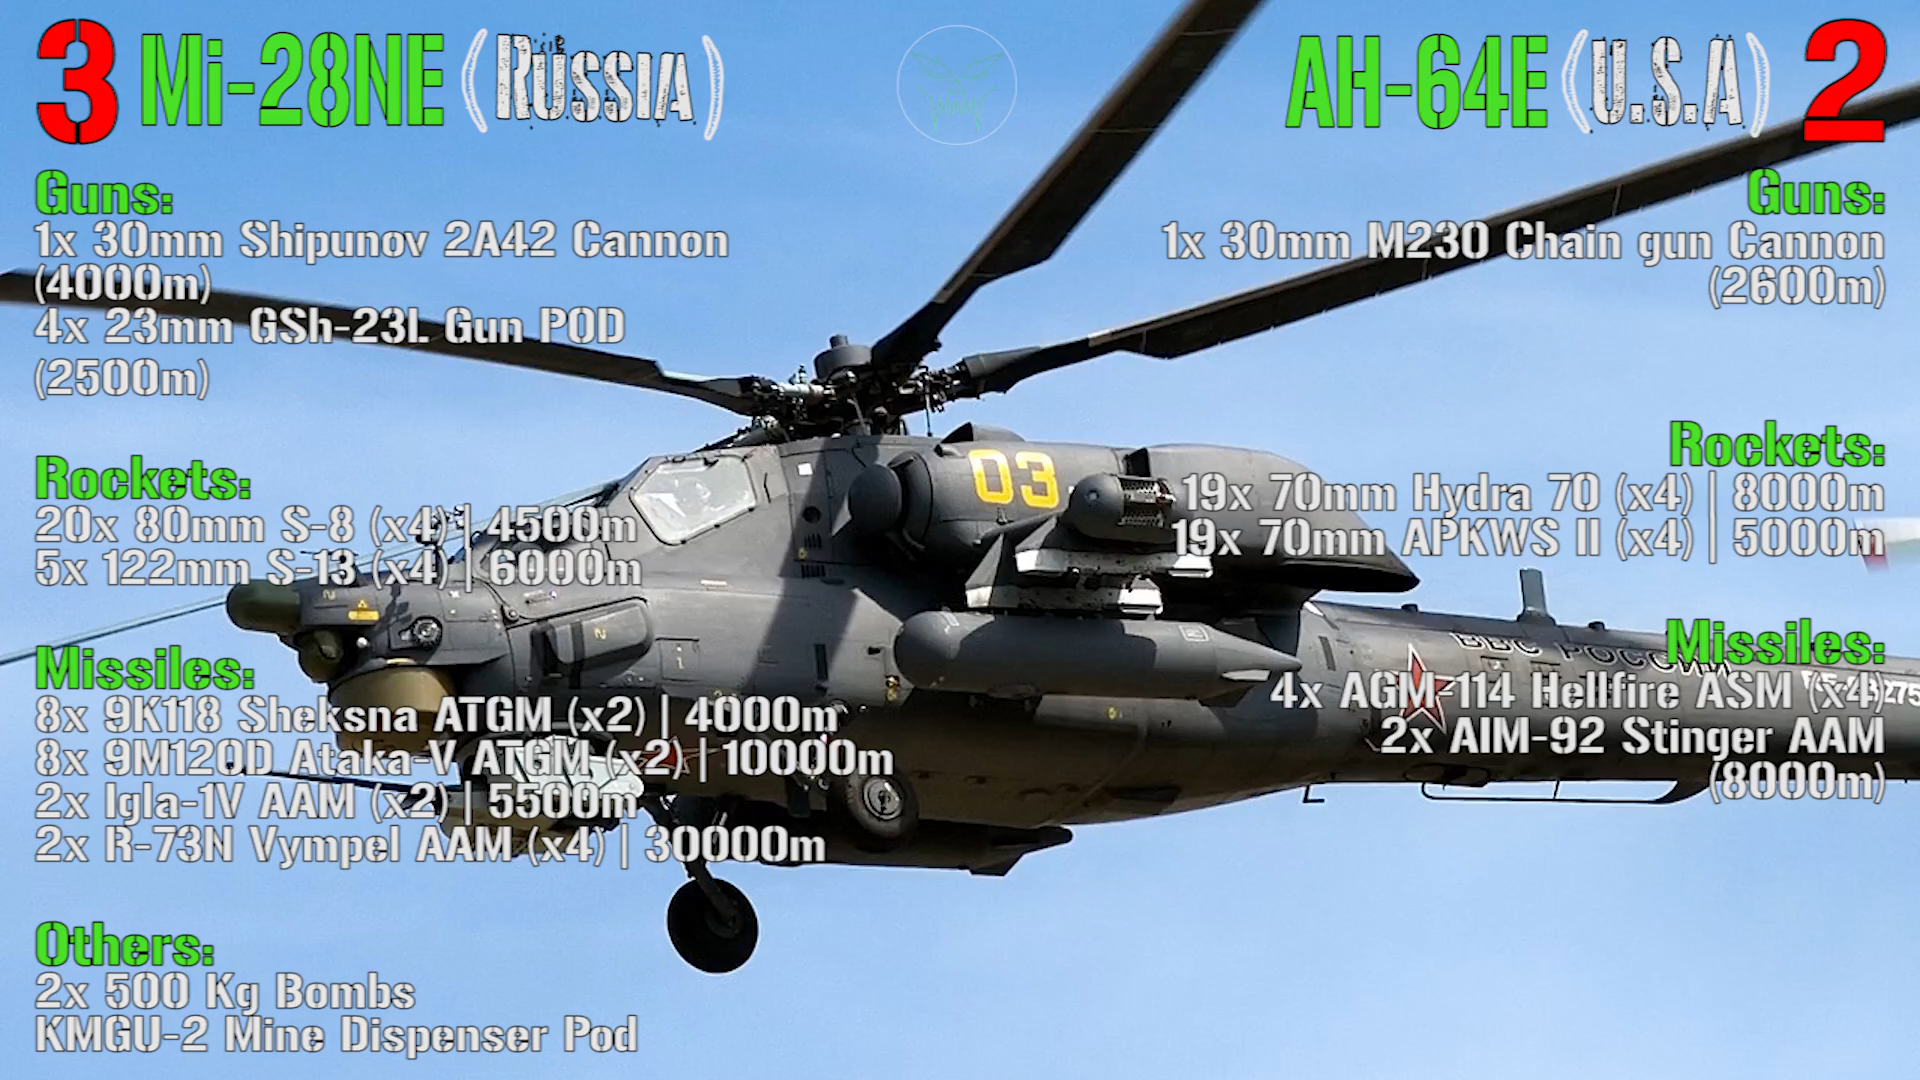 3 Mi-28NE (RUSSIA)
Guns:
1x 30mm Shipunov 2A42 Cannon
(4000m)
4x 23mm GSh-23L Gun POD
(2500m)
Rockets:
20x 80mm S-8 (x4) | 4500m
5x 122mm S-13 (x4) | 6000m
Missiles:
8x 9K118 Sheksna ATGM (x2) | 4000m
8x 9M120D Ataka-V ATGM (x2) | 10000m
2x Igla-1V AAM (x2) | 5500m
2x R-73N Vympel AAM (x4) | 30000m
Others:
2x 500 Kg Bombs
KMGU-2 Mine Dispenser Pod
AH-64E (U.S.A) 2
Guns:
1x 30mm M230 Chain gun Cannon
(2600m)
Rockets:
19x 70mm Hydra 70 (x4) | 8000m
19x 70mm APKWS II (x4) | 5000m
Missiles:
4x AGM-114 Hellfire ASM (x4)
2x AIM-92 Stinger AAM
(8000m)
03
ВВС РОССИИ